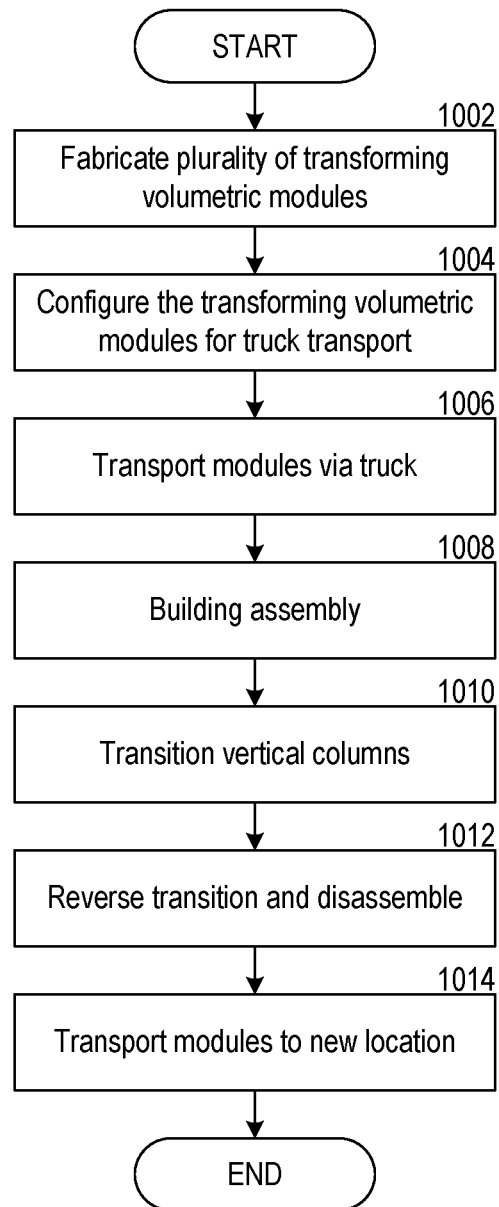 START
1002
Fabricate plurality of transforming
volumetric modules
1004
Configure the transforming volumetric
modules for truck transport
1006
Transport modules via truck
1008
Building assembly
1010
Transition vertical columns
1012
Reverse transition and disassemble
1014
Transport modules to new location
END